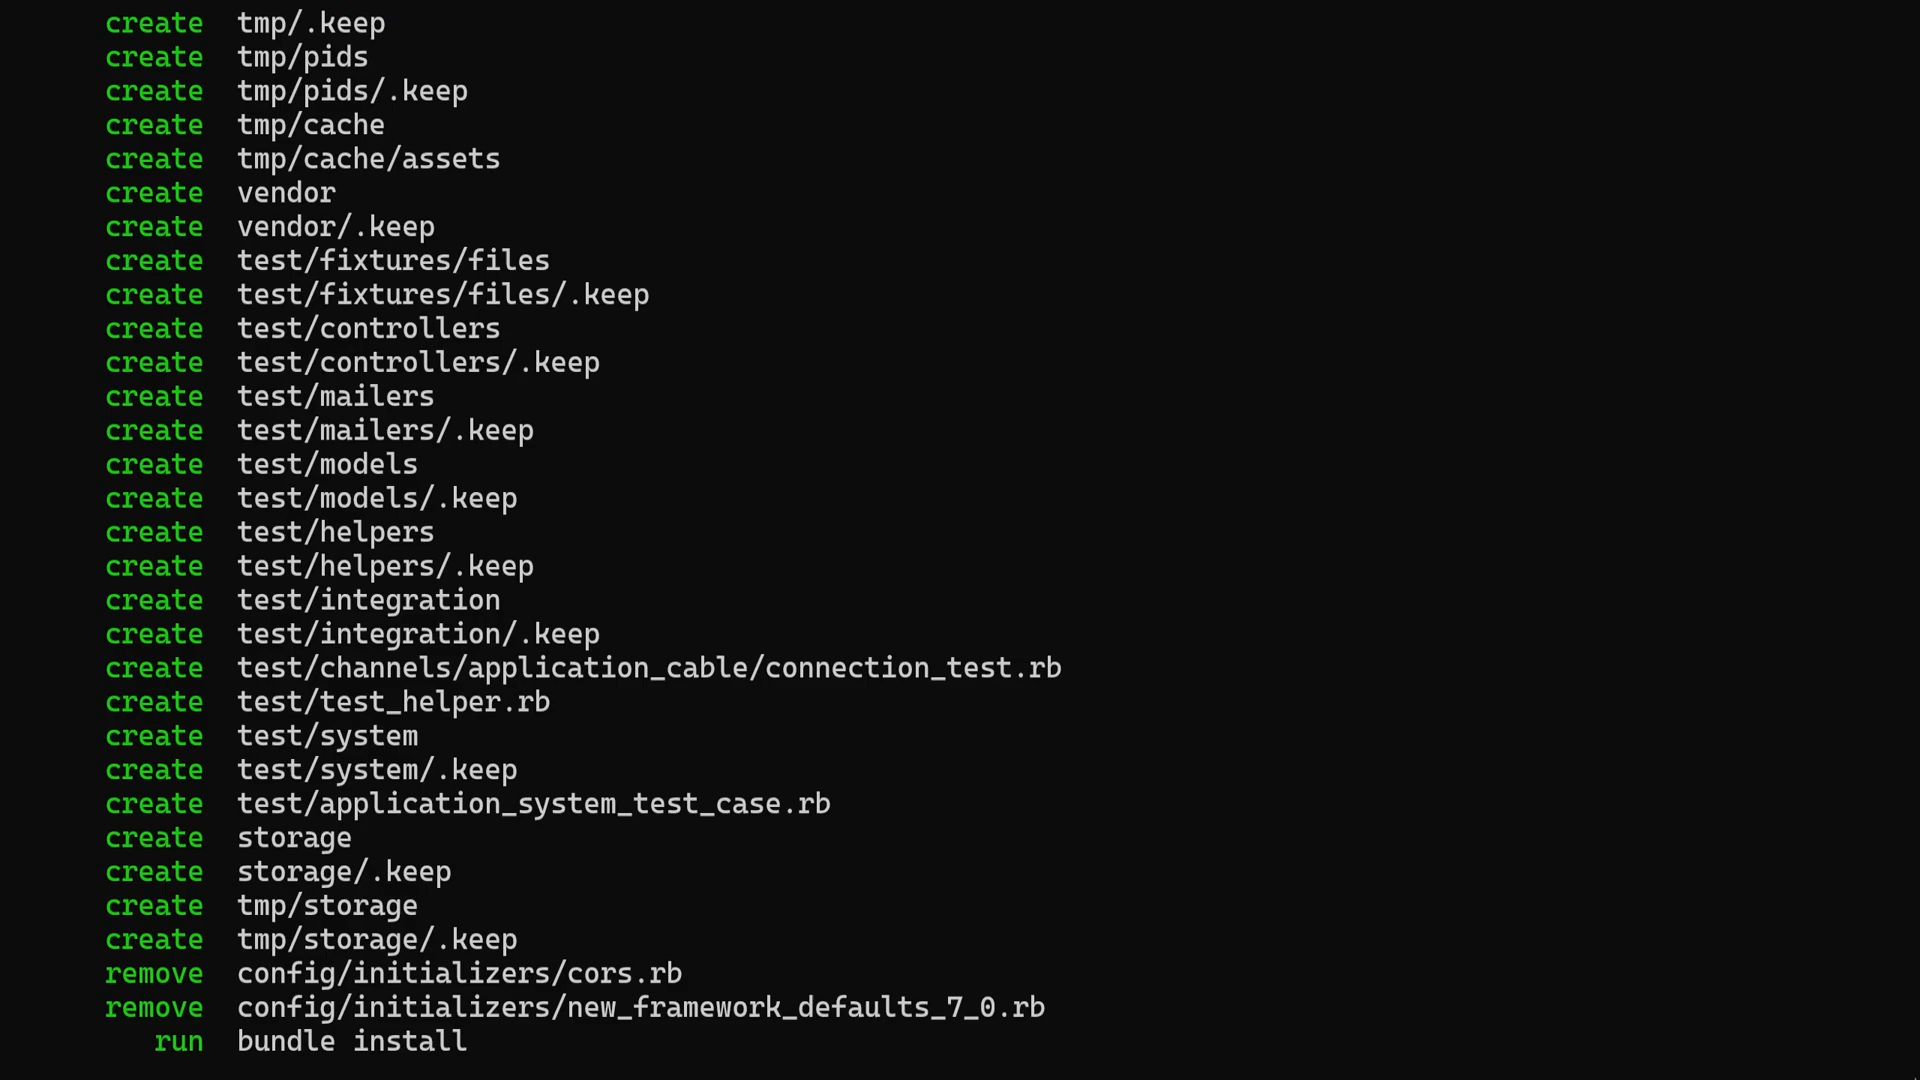 create  tmp/.keep
create  tmp/pids
create  tmp/pids/.keep
create  tmp/cache
create  tmp/cache/assets
create  vendor
create  vendor/.keep
create  test/fixtures/files
create  test/fixtures/files/.keep
create  test/controllers
create  test/controllers/.keep
create  test/mailers
create  test/mailers/.keep
create  test/models
create  test/models/.keep
create  test/helpers
create  test/helpers/.keep
create  test/integration
create  test/integration/.keep
create  test/channels/application_cable/connection_test.rb
create  test/test_helper.rb
create  test/system
create  test/system/.keep
create  test/application_system_test_case.rb
create  storage
create  storage/.keep
create  tmp/storage
create  tmp/storage/.keep
remove  config/initializers/cors.rb
remove  config/initializers/new_framework_defaults_7_0.rb
run  bundle install